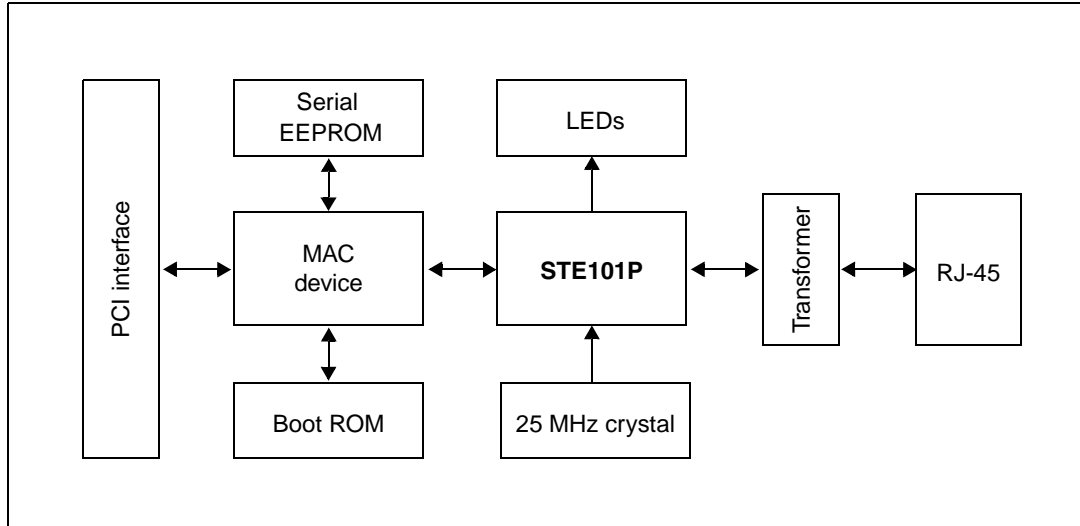 PCI interface
Serial
EEPROM
MAC
device
Boot ROM
LEDs
STE101P
25 MHz crystal
Transformer
RJ-45